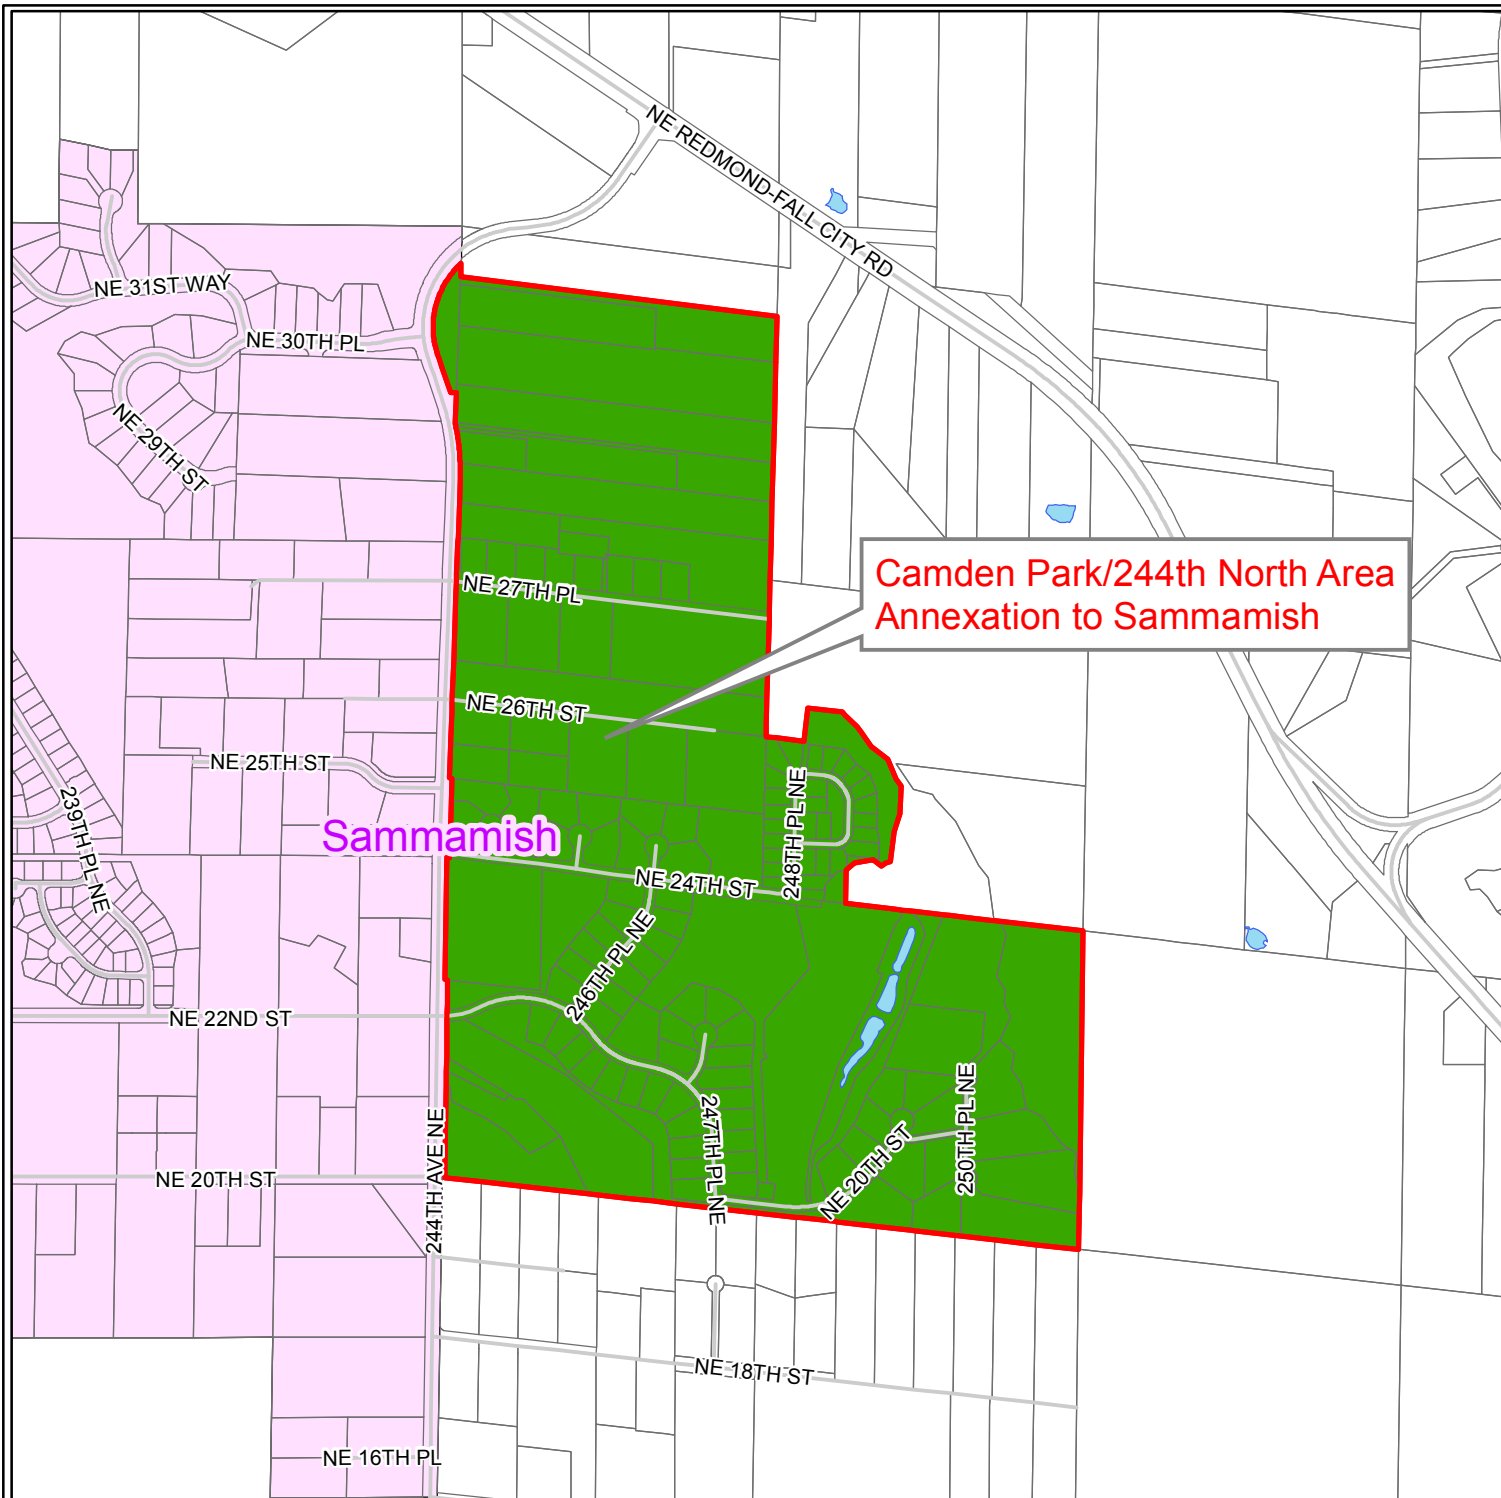 NE REDMOND-FALL CITY RD
NE 31ST WAY
NE 30TH PL
NE 29TH ST
NE 27TH PL
Camden Park/244th North Area
Annexation to Sammamish
NE 26TH ST
NE 25TH ST
239TH PL NE
Sammamish
248TH PL NE
NE 24TH ST
246TH PL NE
NE 22ND ST
247TH PL NE
250TH PL NE
NE 20TH ST
NE 20TH ST
244TH AVE NE
NE 18TH ST
NE 16TH PL